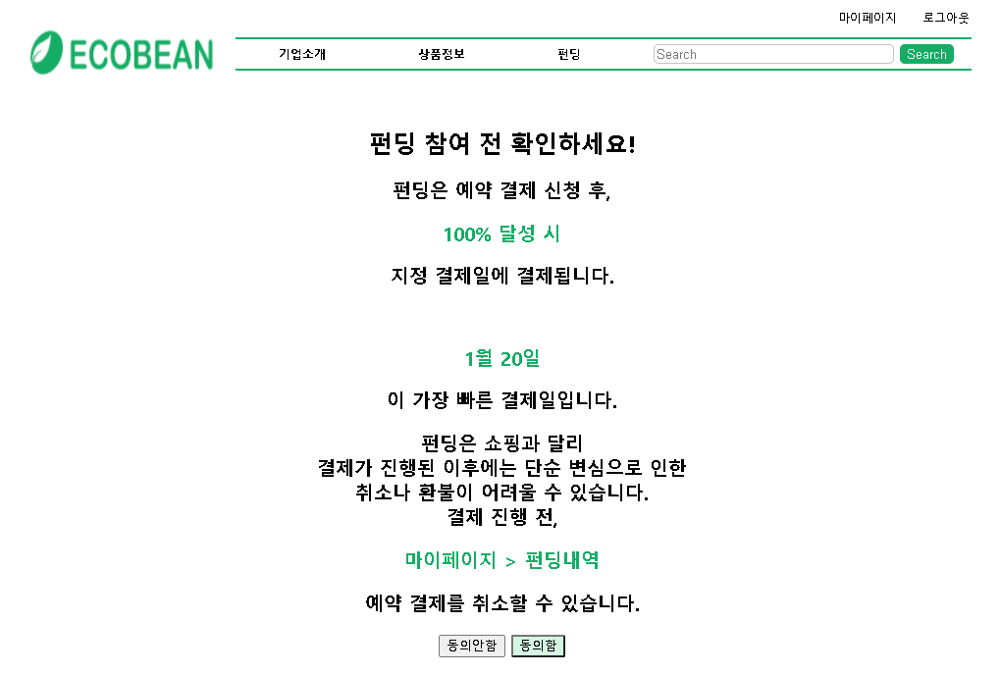 마이페이지 로그아웃
ECOBEAN
기업소개 상품정보 펀딩 Search Search
펀딩 참여 전 확인하세요!
펀딩은 예약 결제 신청 후,
100% 달성 시
지정 결제일에 결제됩니다.
1월 20일
이 가장 빠른 결제일입니다.
펀딩은 쇼핑과 달리
결제가 진행된 이후에는 단순 변심으로 인한
취소나 환불이 어려울 수 있습니다.
결제 진행 전,
마이페이지 > 펀딩내역
예약 결제를 취소할 수 있습니다.
동의안함 동의함